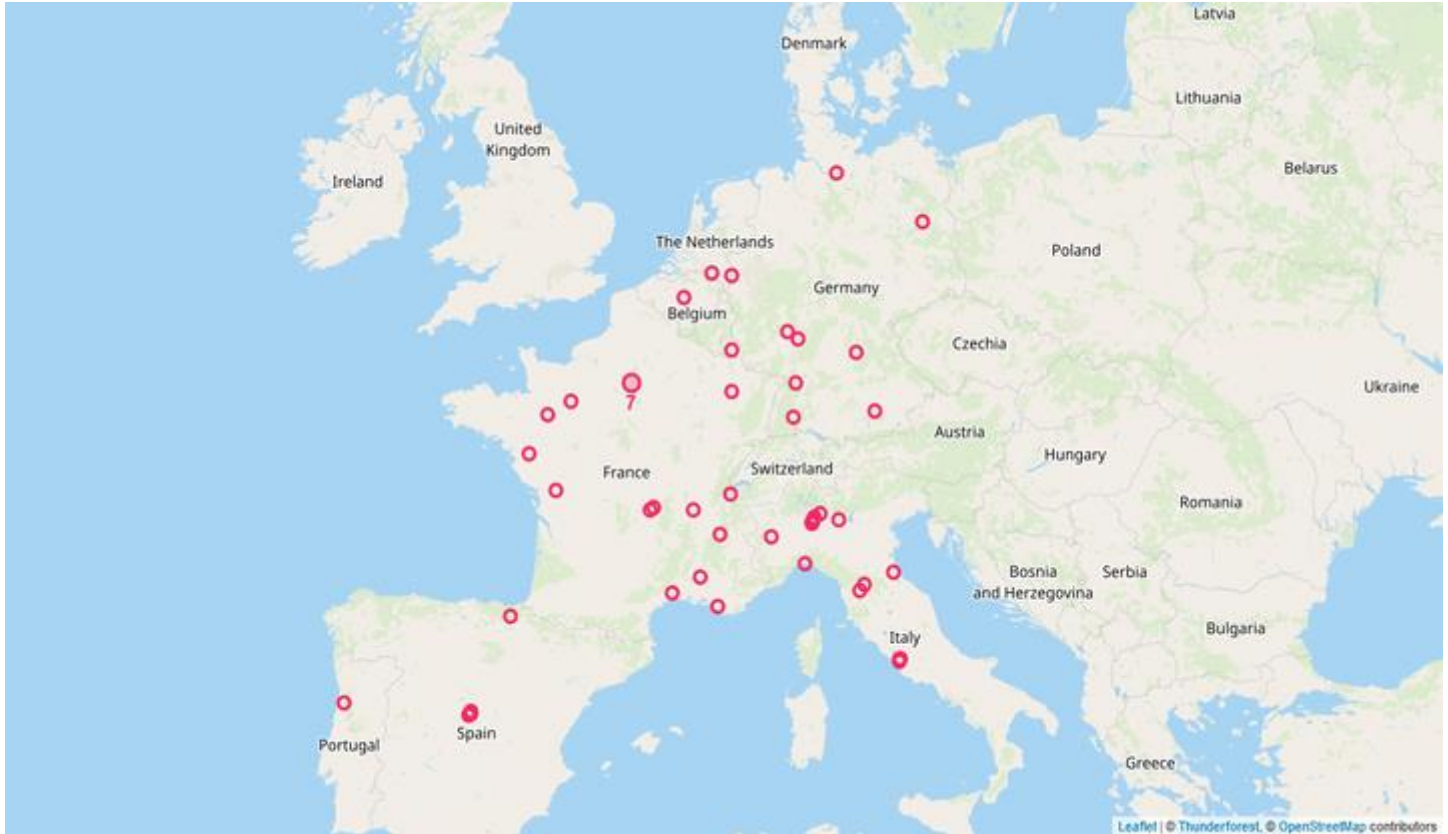 Latvia
Denmark
Lithuania
United
Kingdom
Belarus
Ireland
The Netherlands
Poland
Germany
Belgium
Czechia
Ukraine
7
Austria
Hungary
France
Switzerland
Romania
Bosnia
and Herzegovina
Serbia
Bulgaria
Italy
Spain
Portugal
Greece
Leaflet | © Thunderforest, © OpenStreetMap contributors